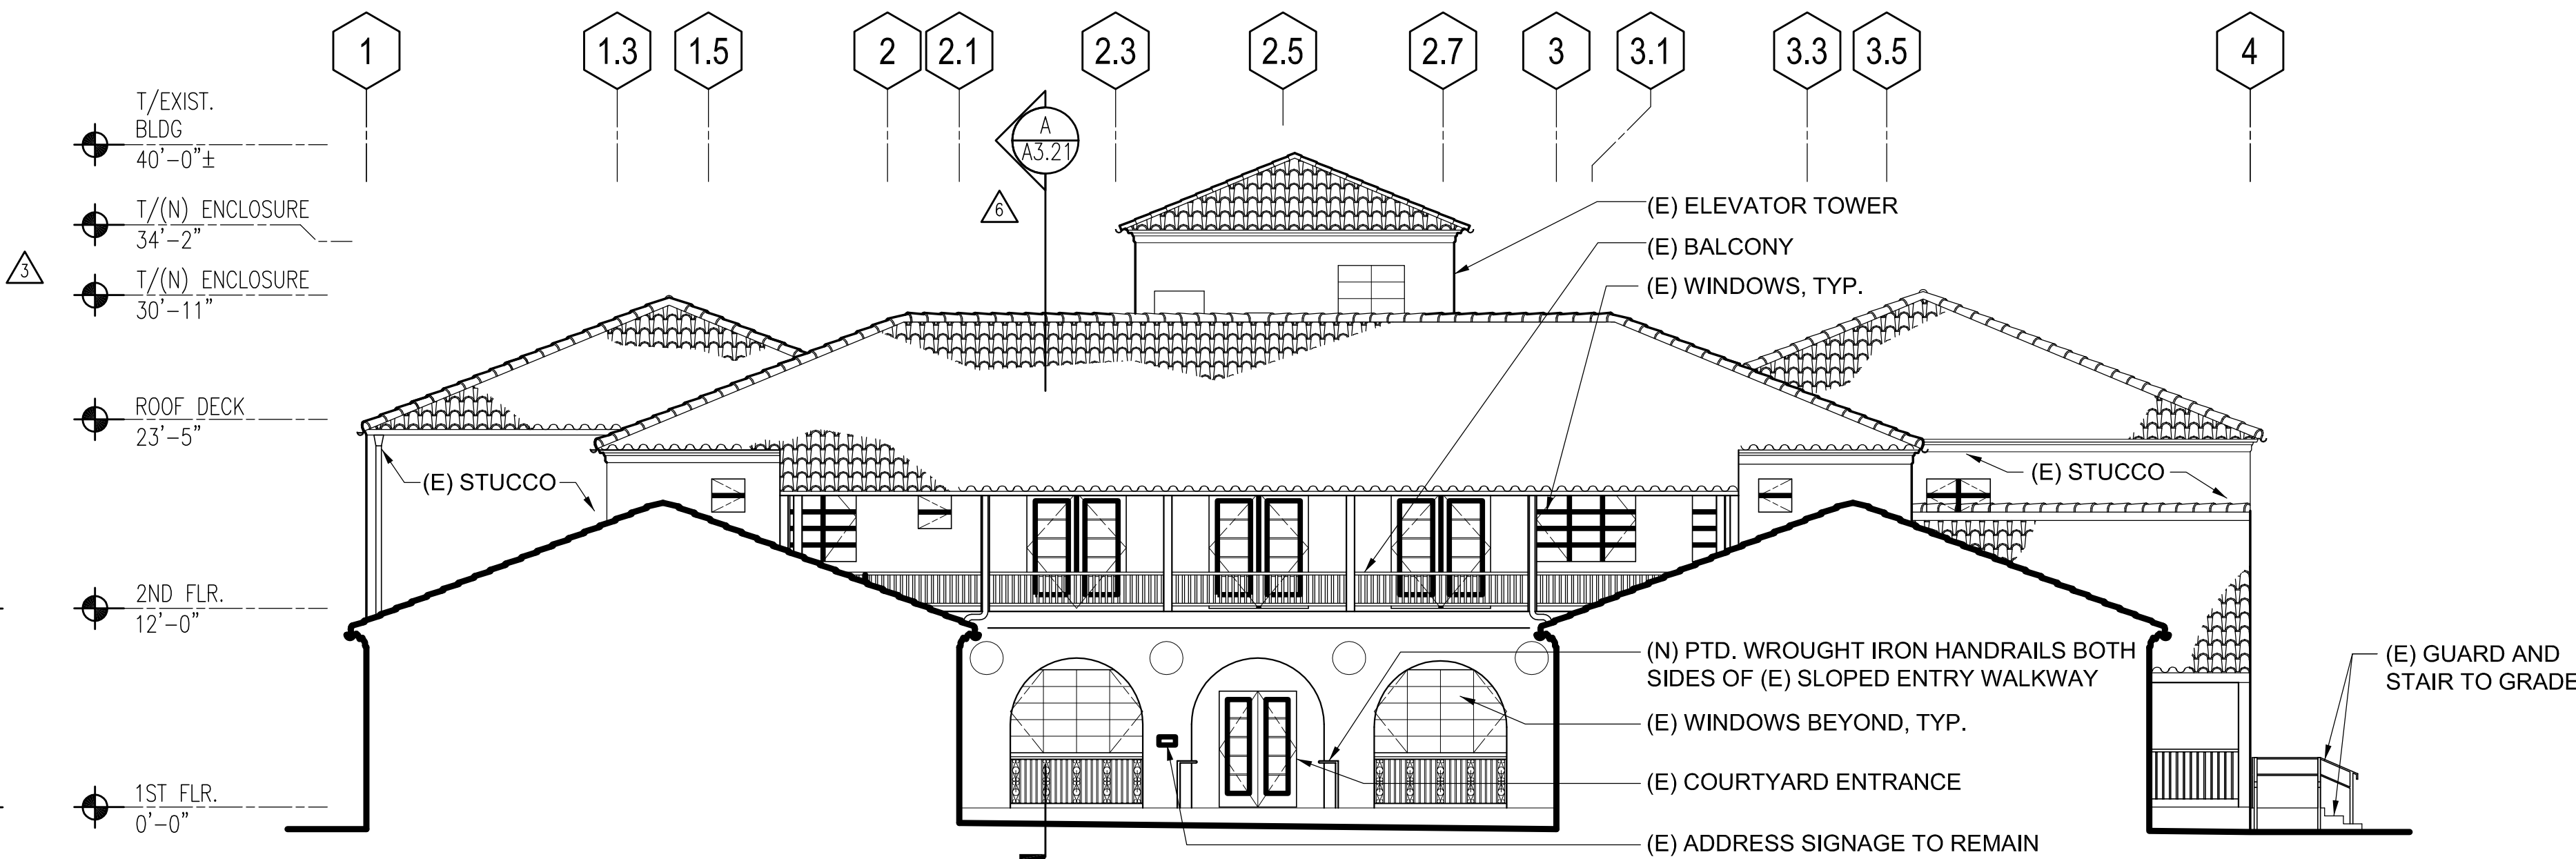 1
1.3
1.5
2
2.1
2.3
2.5
2.7
3
3.1
3.3
3.5
4
T/EXIST.
BLDG
40'-0"±
T/(N) ENCLOSURE
34'-2"
3
T/(N) ENCLOSURE
30'-11"
ROOF DECK
23'-5"
2ND FLR.
12'-0"
1ST FLR.
0'-0"
A
A3.21
6
(E) ELEVATOR TOWER
(E) BALCONY
(E) WINDOWS, TYP.
(E) STUCCO
(E) STUCCO
(N) PTD. WROUGHT IRON HANDRAILS BOTH
SIDES OF (E) SLOPED ENTRY WALKWAY
(E) WINDOWS BEYOND, TYP.
(E) COURTYARD ENTRANCE
(E) ADDRESS SIGNAGE TO REMAIN
(E) GUARD AND
STAIR TO GRADE